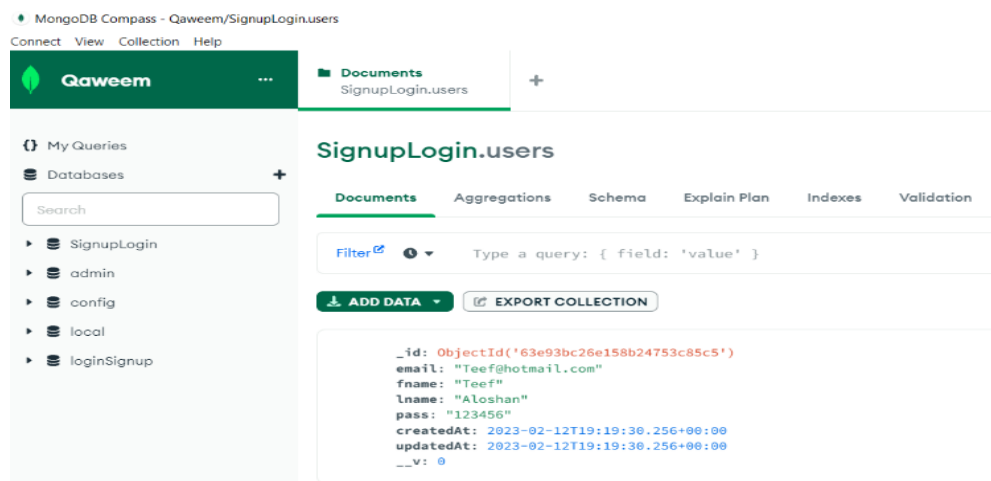 MongoDB Compass - Qaweem/SignupLogin.users
Connect View Collection Help
Qaweem ...
Documents
SignupLogin.users
+
{} My Queries
Databases +
Search
SignupLogin
admin
config
local
loginSignup
SignupLogin.users
Documents Aggregations Schema Explain Plan Indexes Validation
Filter Type a query: { field: 'value' }
ADD DATA EXPORT COLLECTION
_id: ObjectId('63e93bc26e158b24753c85c5')
email: "Teef@hotmail.com"
fname: "Teef"
lname: "Aloshan"
pass: "123456"
createdAt: 2023-02-12T19:19:30.256+00:00
updatedAt: 2023-02-12T19:19:30.256+00:00
__v: 0